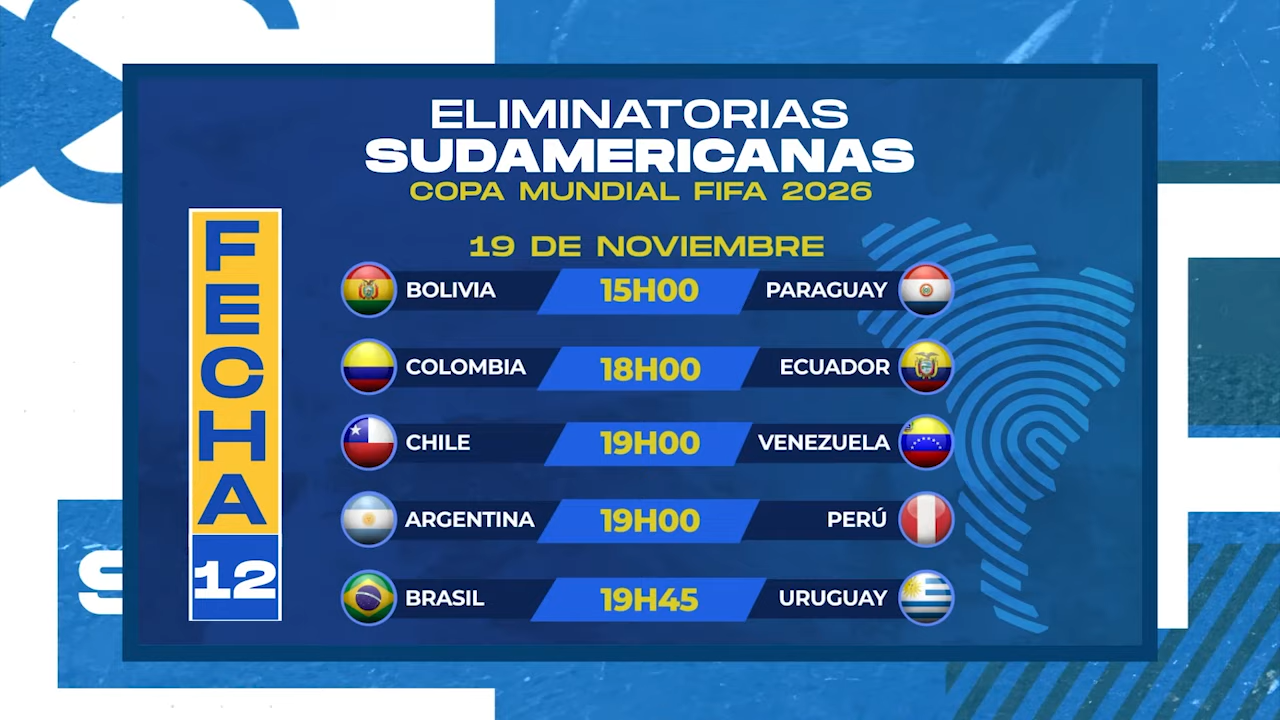 ELIMINATORIAS
SUDAMERICANAS
COPA MUNDIAL FIFA 2026
FECHA
12
19 DE NOVIEMBRE
BOLIVIA 15H00 PARAGUAY
COLOMBIA 18H00 ECUADOR
CHILE 19H00 VENEZUELA
ARGENTINA 19H00 PERÚ
BRASIL 19H45 URUGUAY